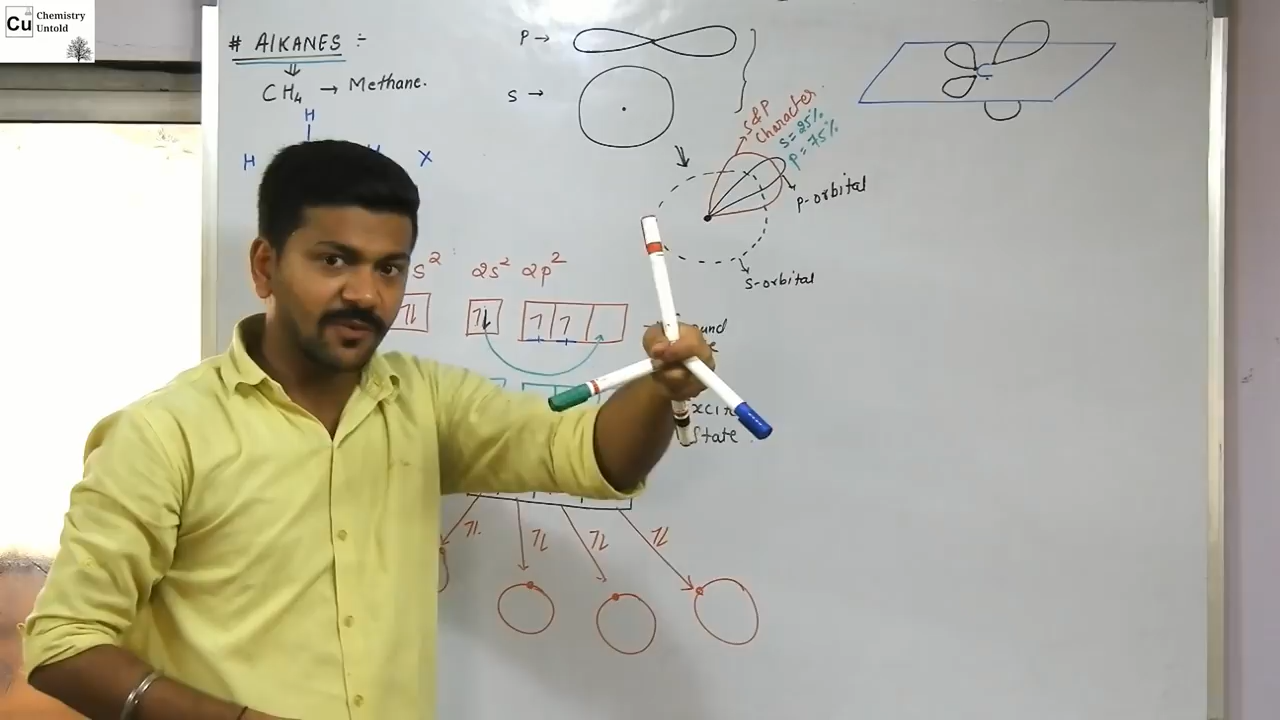 Cu
Chemistry
Untold
# AlKANES :-
CH4 → Methane.
H
H
X
P →
S →
S&P
Character.
S = 25%
P = 75%
P-orbital
S-orbital
C
s²
2s² 2p²
State